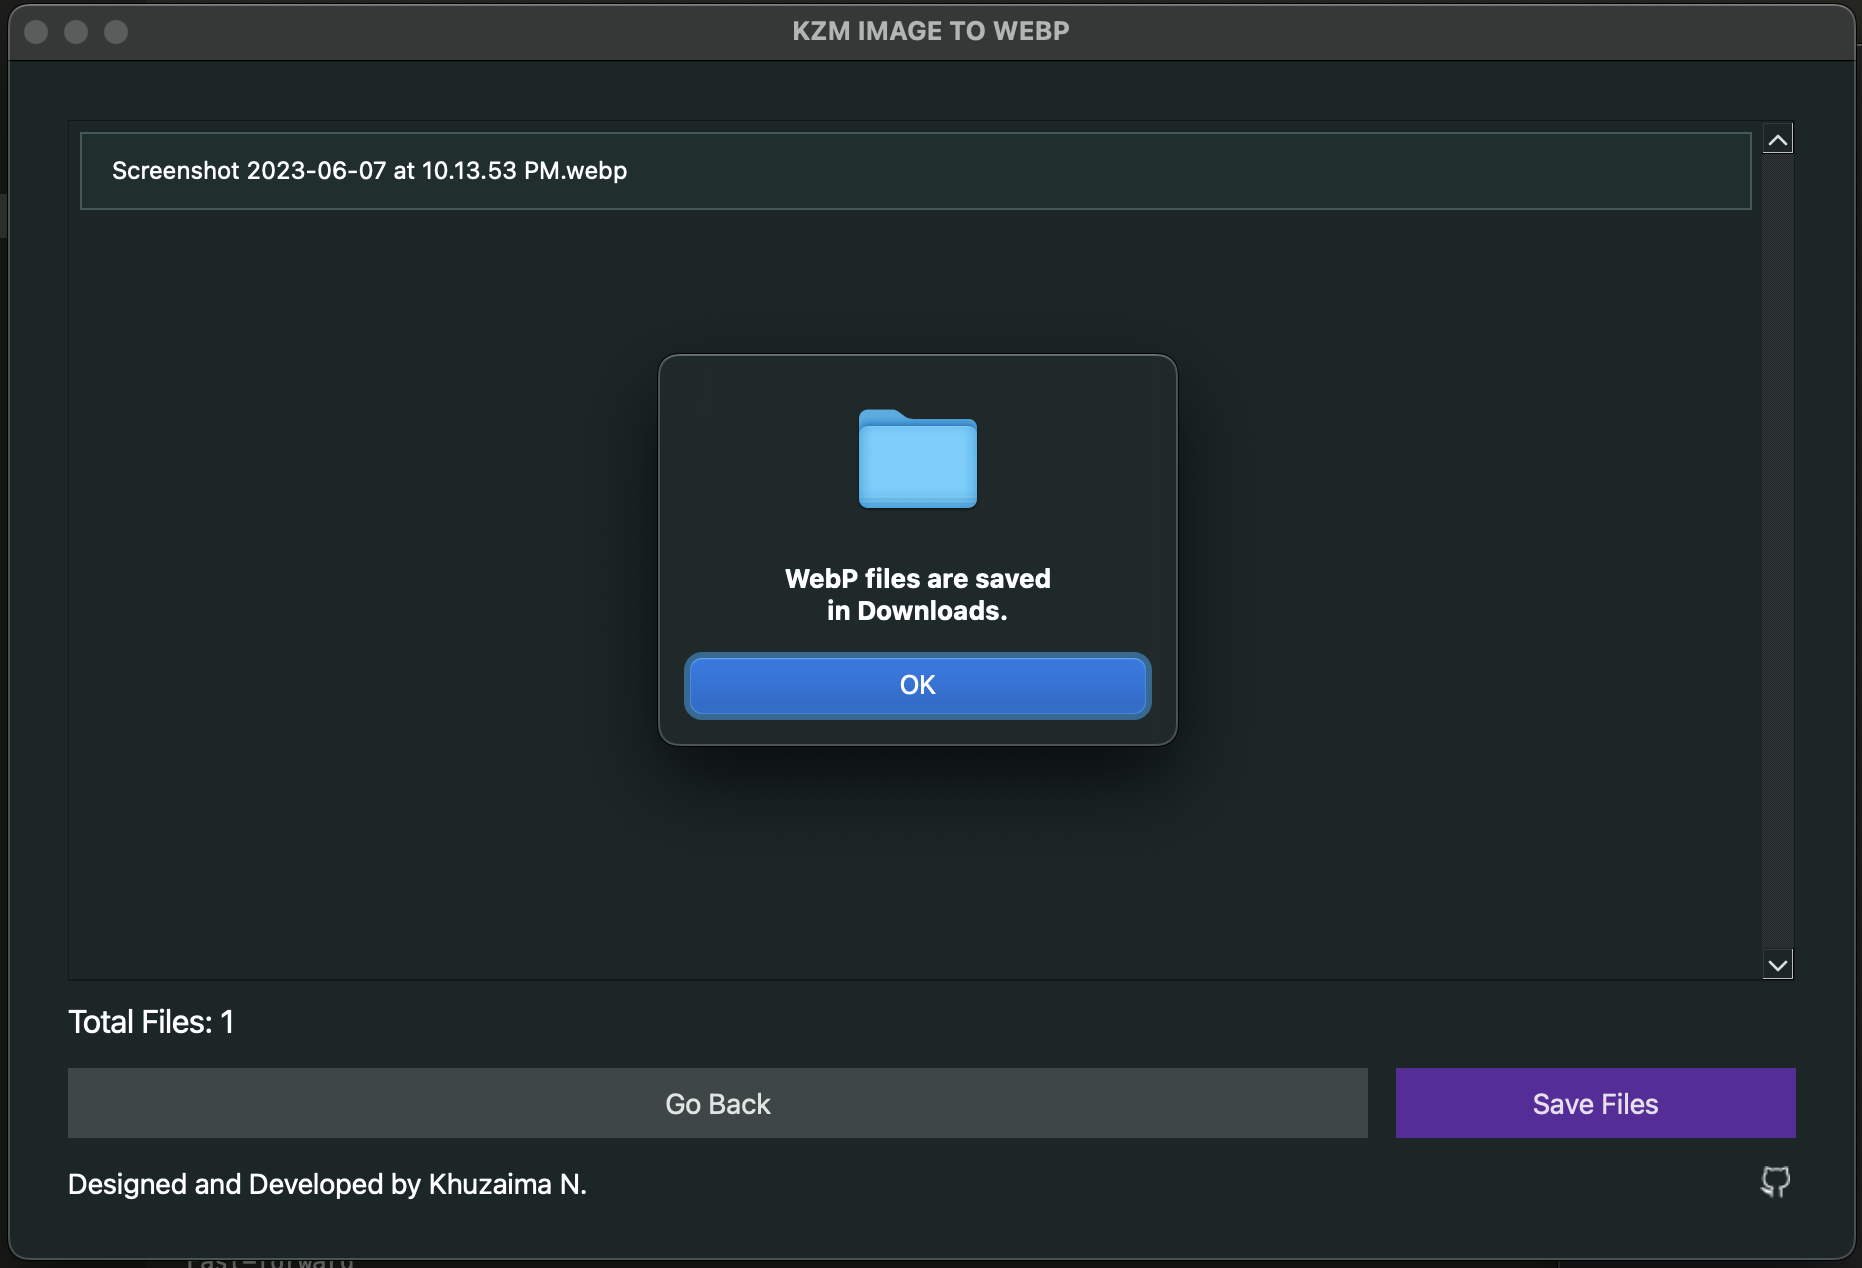 KZM IMAGE TO WEBP
Screenshot 2023-06-07 at 10.13.53 PM.webp
WebP files are saved
in Downloads.
OK
Total Files: 1
Go Back
Save Files
Designed and Developed by Khuzaima N.